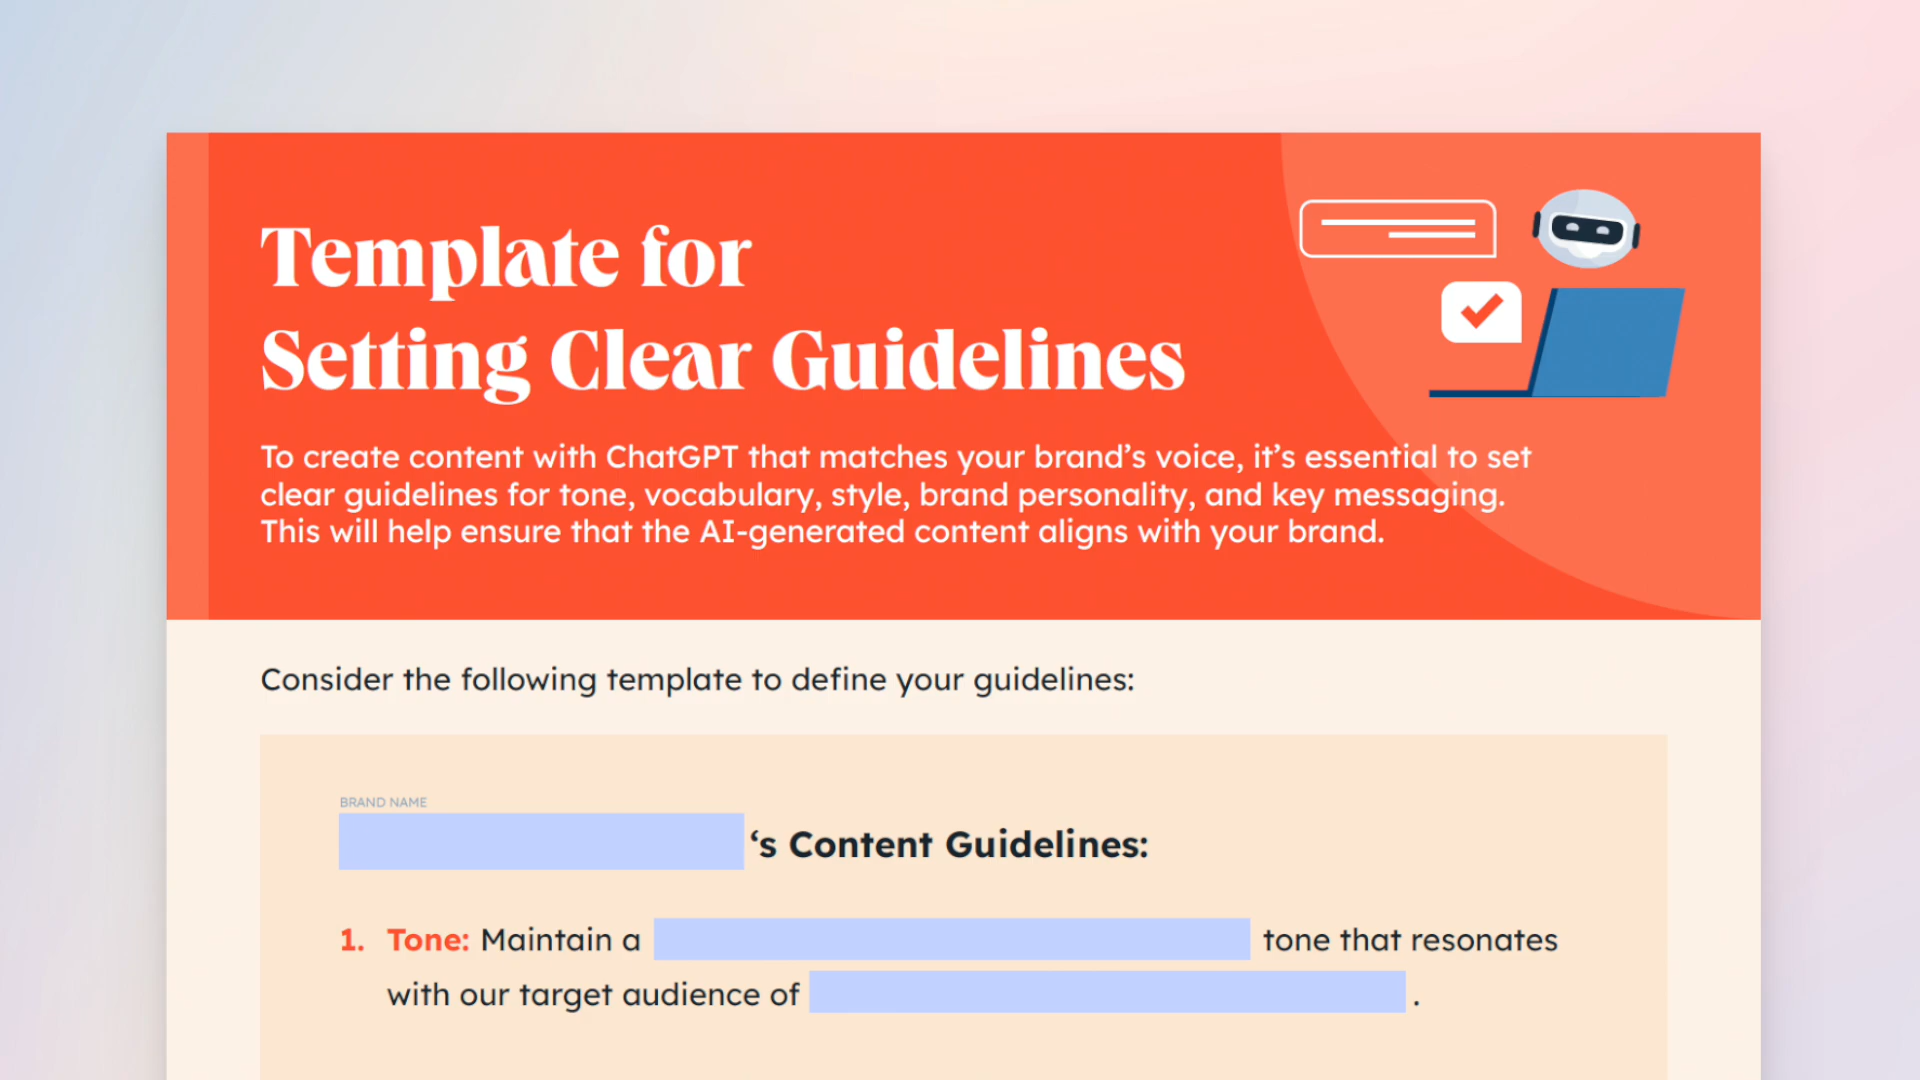 Template for
Setting Clear Guidelines
To create content with ChatGPT that matches your brand’s voice, it’s essential to set
clear guidelines for tone, vocabulary, style, brand personality, and key messaging.
This will help ensure that the AI-generated content aligns with your brand.
Consider the following template to define your guidelines:
BRAND NAME
‘s Content Guidelines:
1. Tone: Maintain a tone that resonates
with our target audience of .